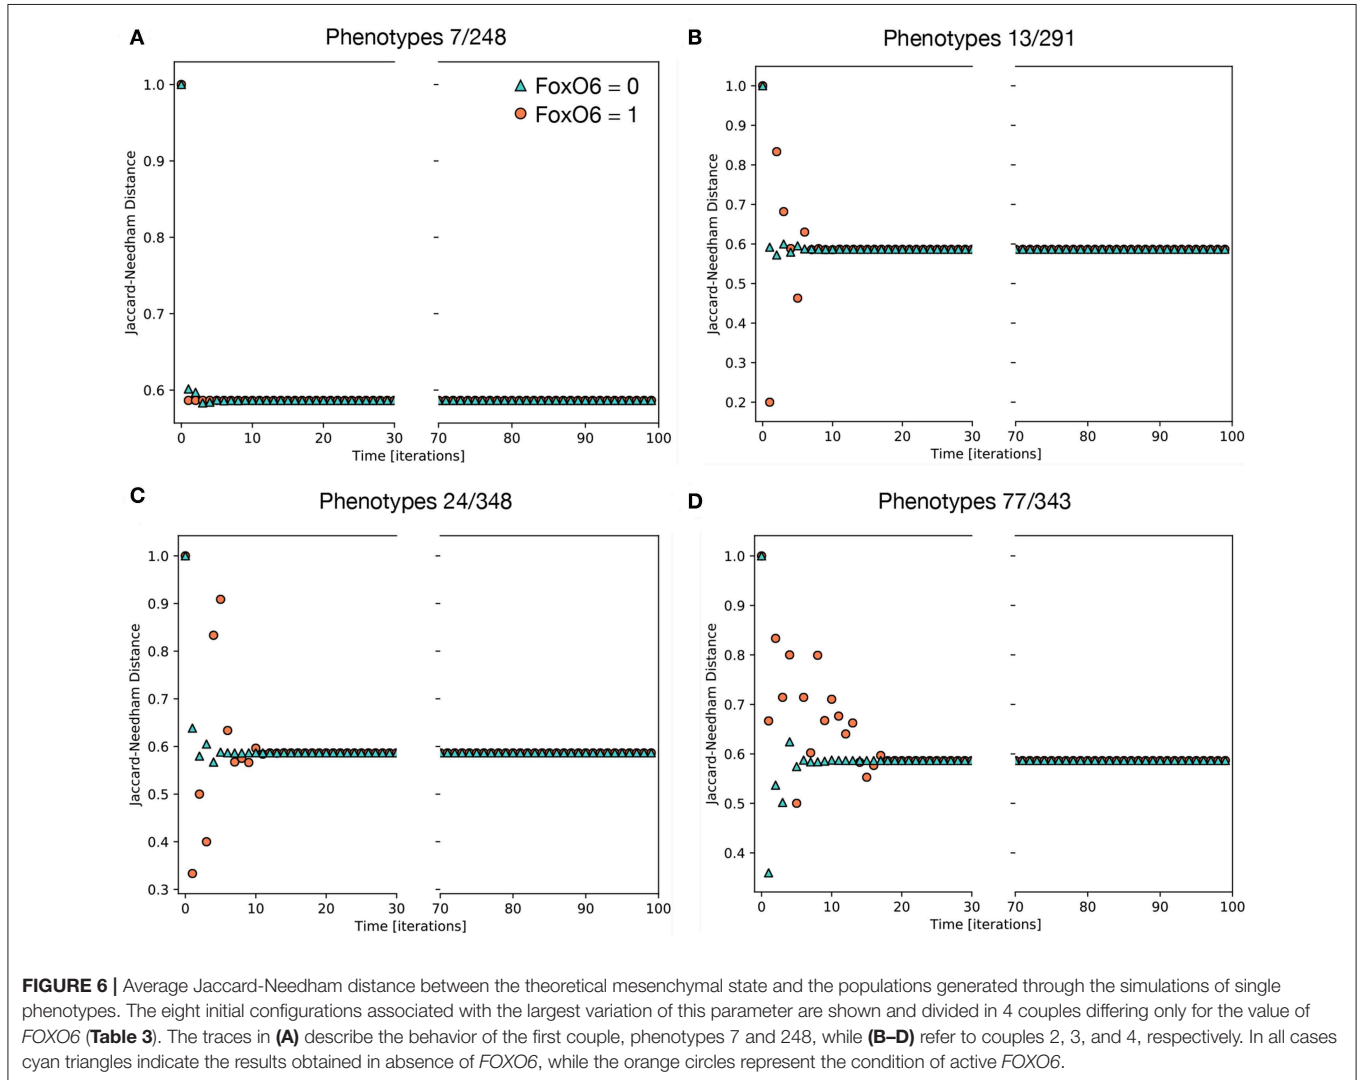 A
Phenotypes 7/248
FoxO6 = 0
FoxO6 = 1
1.0
0.9
0.8
0.7
0.6
Jaccard-Needham Distance
0 10 20 30 70 80 90 100
Time [iterations]
B
Phenotypes 13/291
1.0
0.9
0.8
0.7
0.6
0.5
0.4
0.3
0.2
Jaccard-Needham Distance
0 10 20 30 70 80 90 100
Time [iterations]
C
Phenotypes 24/348
1.0
0.9
0.8
0.7
0.6
0.5
0.4
0.3
Jaccard-Needham Distance
0 10 20 30 70 80 90 100
Time [iterations]
D
Phenotypes 77/343
1.0
0.9
0.8
0.7
0.6
0.5
0.4
Jaccard-Needham Distance
0 10 20 30 70 80 90 100
Time [iterations]
FIGURE 6 | Average Jaccard-Needham distance between the theoretical mesenchymal state and the populations generated through the simulations of single
phenotypes. The eight initial configurations associated with the largest variation of this parameter are shown and divided in 4 couples differing only for the value of
FOXO6 (Table 3). The traces in (A) describe the behavior of the first couple, phenotypes 7 and 248, while (B–D) refer to couples 2, 3, and 4, respectively. In all cases
cyan triangles indicate the results obtained in absence of FOXO6, while the orange circles represent the condition of active FOXO6.